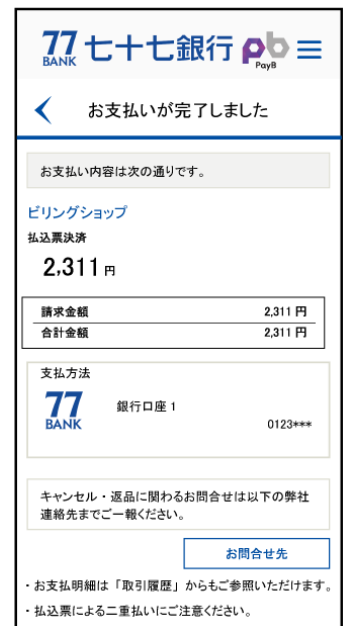 77 BANK 七十七銀行 pb PayB
お支払いが完了しました
お支払い内容は次の通りです。
ビリングショップ
払込票決済
2,311 円
請求金額 2,311 円
合計金額 2,311 円
支払方法
77 BANK 銀行口座 1
0123***
キャンセル・返品に関わるお問合せは以下の弊社
連絡先までご一報ください。
お問合せ先
・お支払明細は「取引履歴」からもご参照いただけます。
・払込票による二重払いにご注意ください。